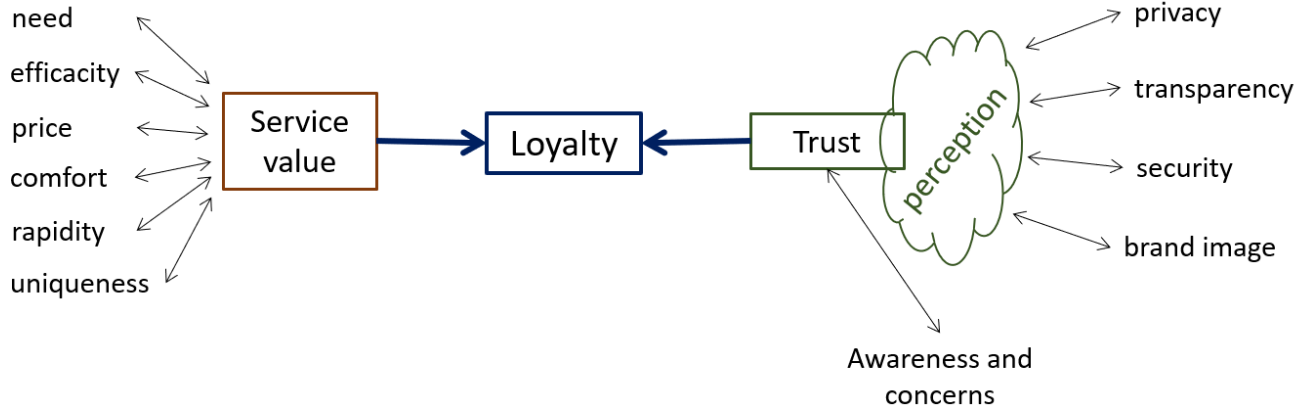 need
efficacity
price
comfort
rapidity
uniqueness
Service
value
Loyalty
Trust
perception
privacy
transparency
security
brand image
Awareness and
concerns